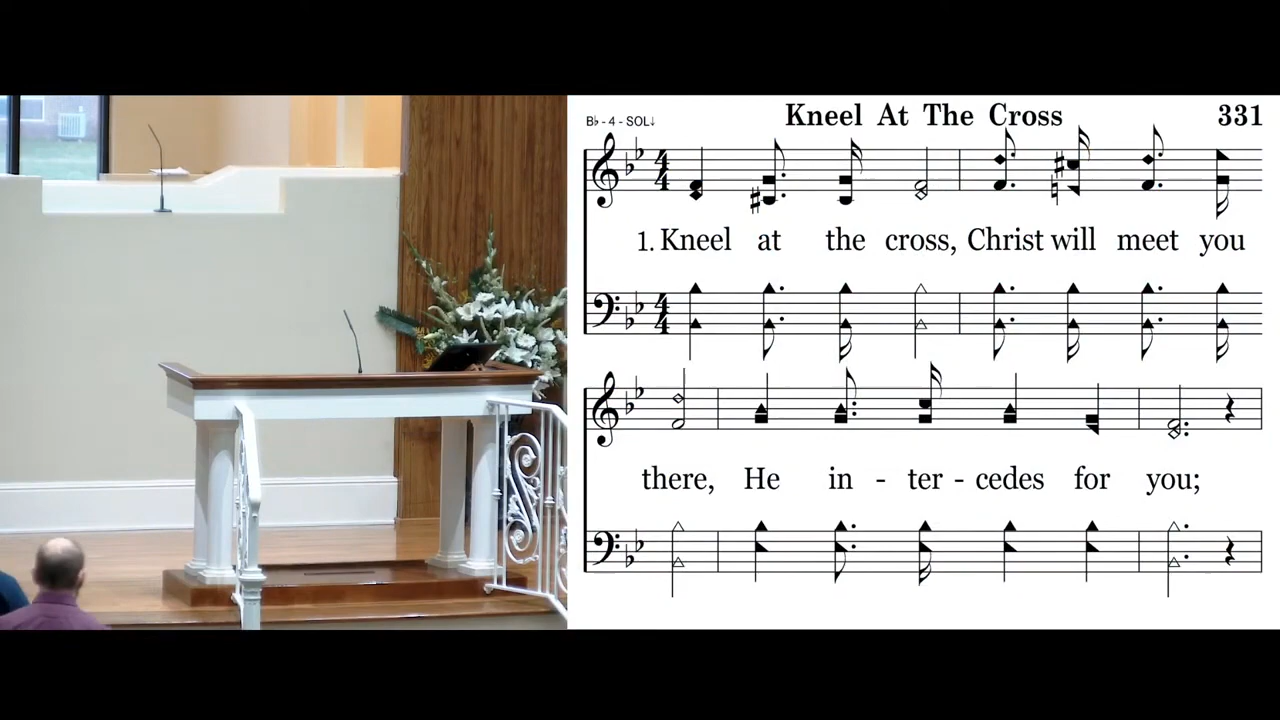 Kneel At The Cross 331
B♭ - 4 - SOL↓
1. Kneel at the cross, Christ will meet you
there, He in - ter - cedes for you;